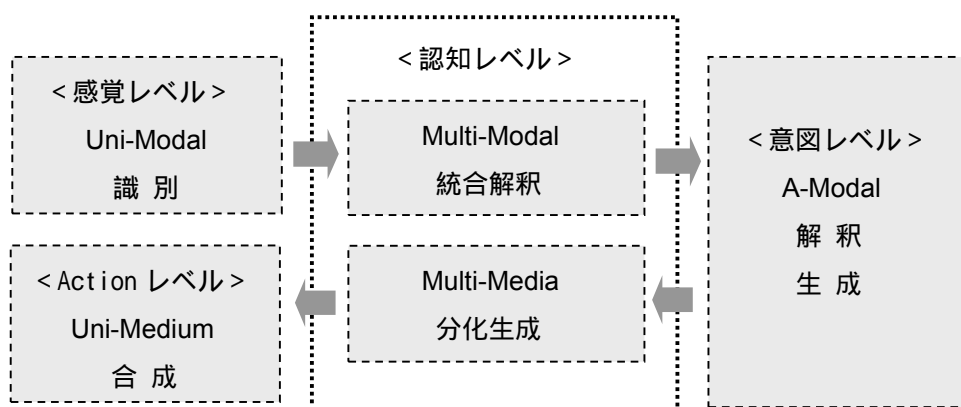 <感覚レベル>
Uni-Modal
識 別
<認知レベル>
Multi-Modal
統合解釈
<意図レベル>
A-Modal
解 釈
生 成
Multi-Media
分化生成
<Action レベル>
Uni-Medium
合 成